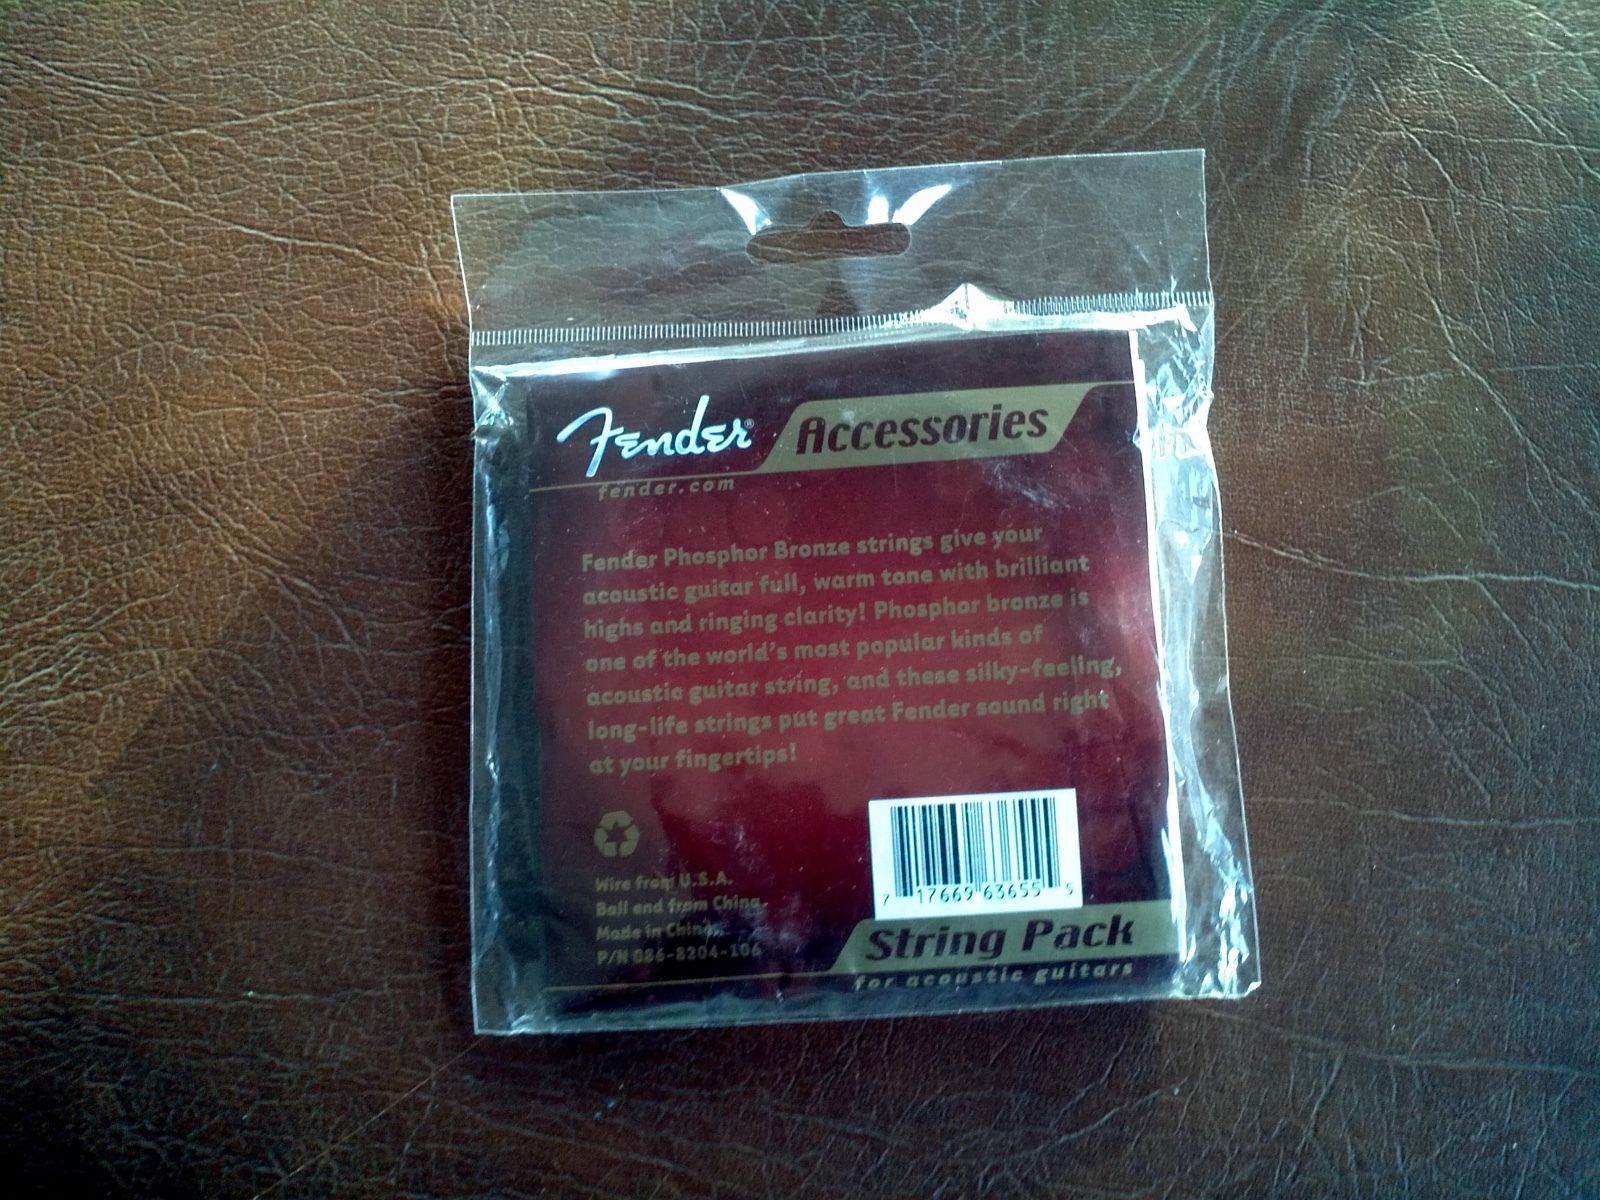 Fender®
Accessories
fender.com
Fender Phosphor Bronze strings give your
acoustic guitar full, warm tone with brilliant
highs and ringing clarity! Phosphor bronze is
one of the world's most popular kinds of
acoustic guitar string, and these silky-feeling,
long-life strings put great Fender sound right
at your fingertips!
Wire from U.S.A.
Ball end from China.
Made in China.
P/N 086-8204-106
7 17669 63655 5
String Pack
for acoustic guitars